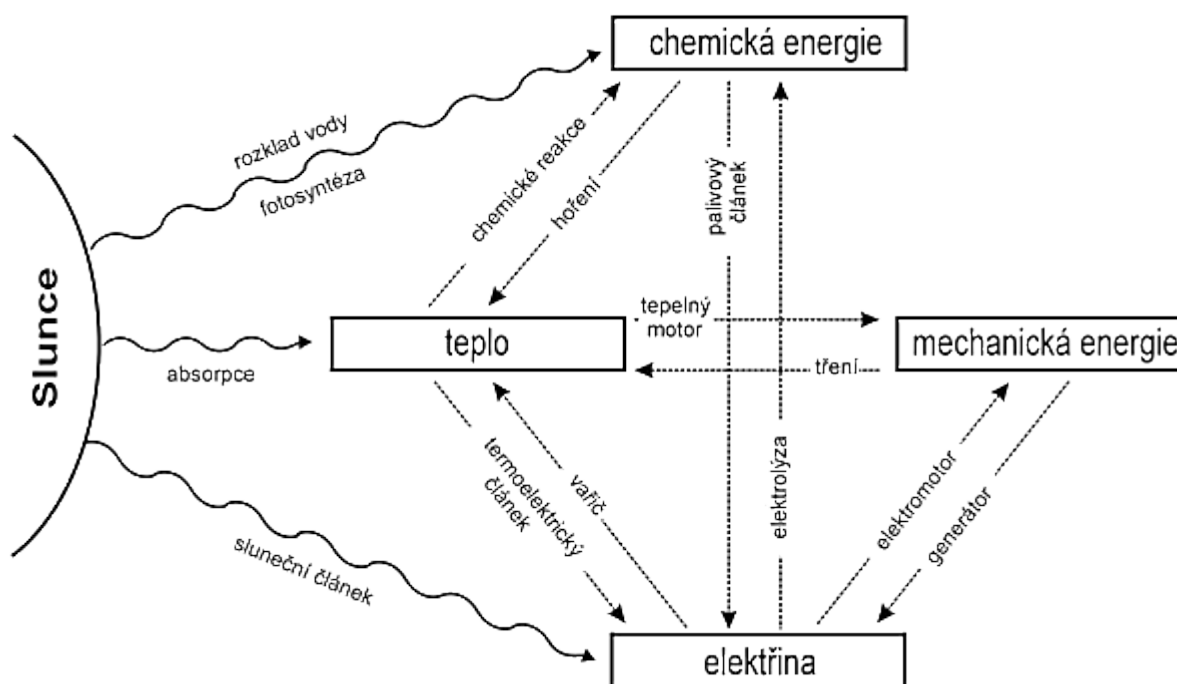 chemická energie
rozklad vody
fotosyntéza
chemické reakce
hoření
palivový
článek
Slunce
absorpce
teplo
tepelný
motor
tření
mechanická energie
sluneční článek
termoelektrický
článek
vařič
elektrolýza
elektromotor
generátor
elektřina